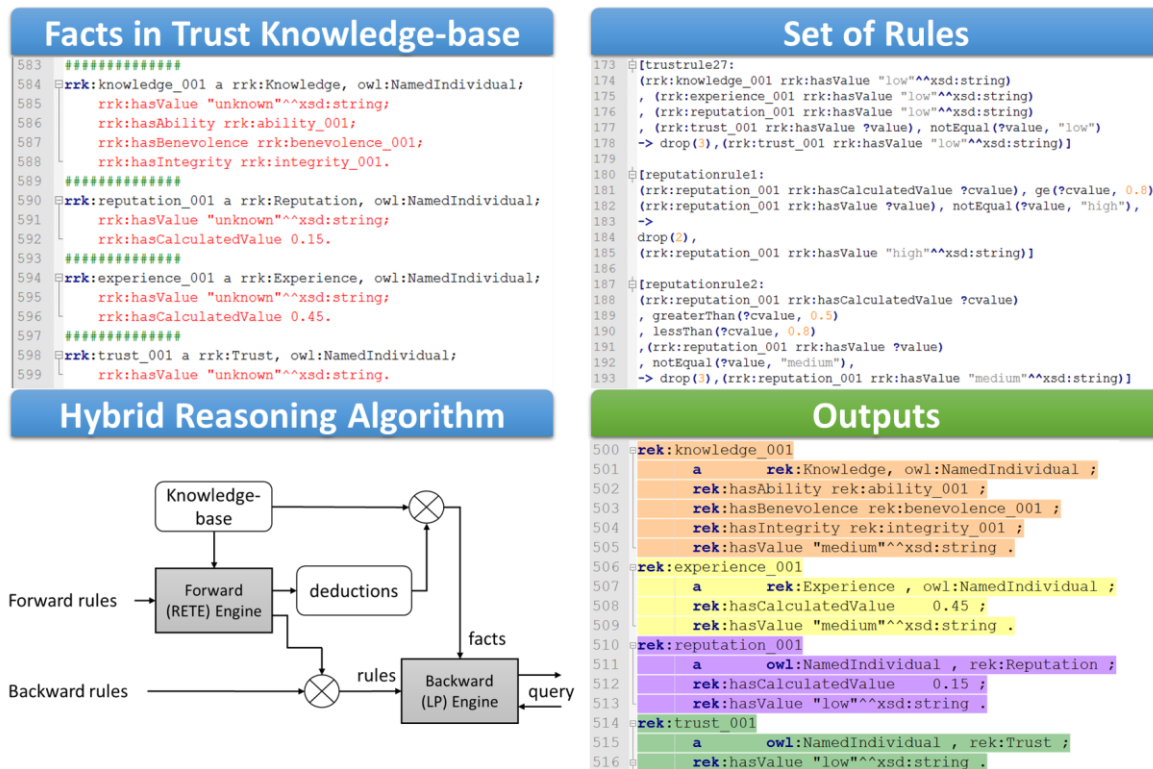 Facts in Trust Knowledge-base
583 ##############
584 rrk:knowledge_001 a rrk:Knowledge, owl:NamedIndividual;
585 rrk:hasValue "unknown"^^xsd:string;
586 rrk:hasAbility rrk:ability_001;
587 rrk:hasBenevolence rrk:benevolence_001;
588 rrk:hasIntegrity rrk:integrity_001.
589 ##############
590 rrk:reputation_001 a rrk:Reputation, owl:NamedIndividual;
591 rrk:hasValue "unknown"^^xsd:string;
592 rrk:hasCalculatedValue 0.15.
593 ##############
594 rrk:experience_001 a rrk:Experience, owl:NamedIndividual;
595 rrk:hasValue "unknown"^^xsd:string;
596 rrk:hasCalculatedValue 0.45.
597 ##############
598 rrk:trust_001 a rrk:Trust, owl:NamedIndividual;
599 rrk:hasValue "unknown"^^xsd:string.
Set of Rules
173 [trustrule27:
174 (rrk:knowledge_001 rrk:hasValue "low"^^xsd:string)
175 , (rrk:experience_001 rrk:hasValue "low"^^xsd:string)
176 , (rrk:reputation_001 rrk:hasValue "low"^^xsd:string)
177 , (rrk:trust_001 rrk:hasValue ?value), notEqual(?value, "low")
178 -> drop(3),(rrk:trust_001 rrk:hasValue "low"^^xsd:string)]
179
180 [reputationrule1:
181 (rrk:reputation_001 rrk:hasCalculatedValue ?cvalue), ge(?cvalue, 0.8)
182 (rrk:reputation_001 rrk:hasValue ?value), notEqual(?value, "high"),
183 ->
184 drop(2),
185 (rrk:reputation_001 rrk:hasValue "high"^^xsd:string)]
186
187 [reputationrule2:
188 (rrk:reputation_001 rrk:hasCalculatedValue ?cvalue)
189 , greaterThan(?cvalue, 0.5)
190 , lessThan(?cvalue, 0.8)
191 ,(rrk:reputation_001 rrk:hasValue ?value)
192 , notEqual(?value, "medium"),
193 -> drop(3),(rrk:reputation_001 rrk:hasValue "medium"^^xsd:string)]
Hybrid Reasoning Algorithm
Knowledge-
base
Forward rules
Forward
(RETE) Engine
deductions
facts
Backward rules
rules
Backward
(LP) Engine
query
Outputs
500 rek:knowledge_001
501 a rek:Knowledge, owl:NamedIndividual ;
502 rek:hasAbility rek:ability_001 ;
503 rek:hasBenevolence rek:benevolence_001 ;
504 rek:hasIntegrity rek:integrity_001 ;
505 rek:hasValue "medium"^^xsd:string .
506 rek:experience_001
507 a rek:Experience , owl:NamedIndividual ;
508 rek:hasCalculatedValue 0.45 ;
509 rek:hasValue "medium"^^xsd:string .
510 rek:reputation_001
511 a owl:NamedIndividual , rek:Reputation ;
512 rek:hasCalculatedValue 0.15 ;
513 rek:hasValue "low"^^xsd:string .
514 rek:trust_001
515 a owl:NamedIndividual , rek:Trust ;
516 rek:hasValue "low"^^xsd:string .